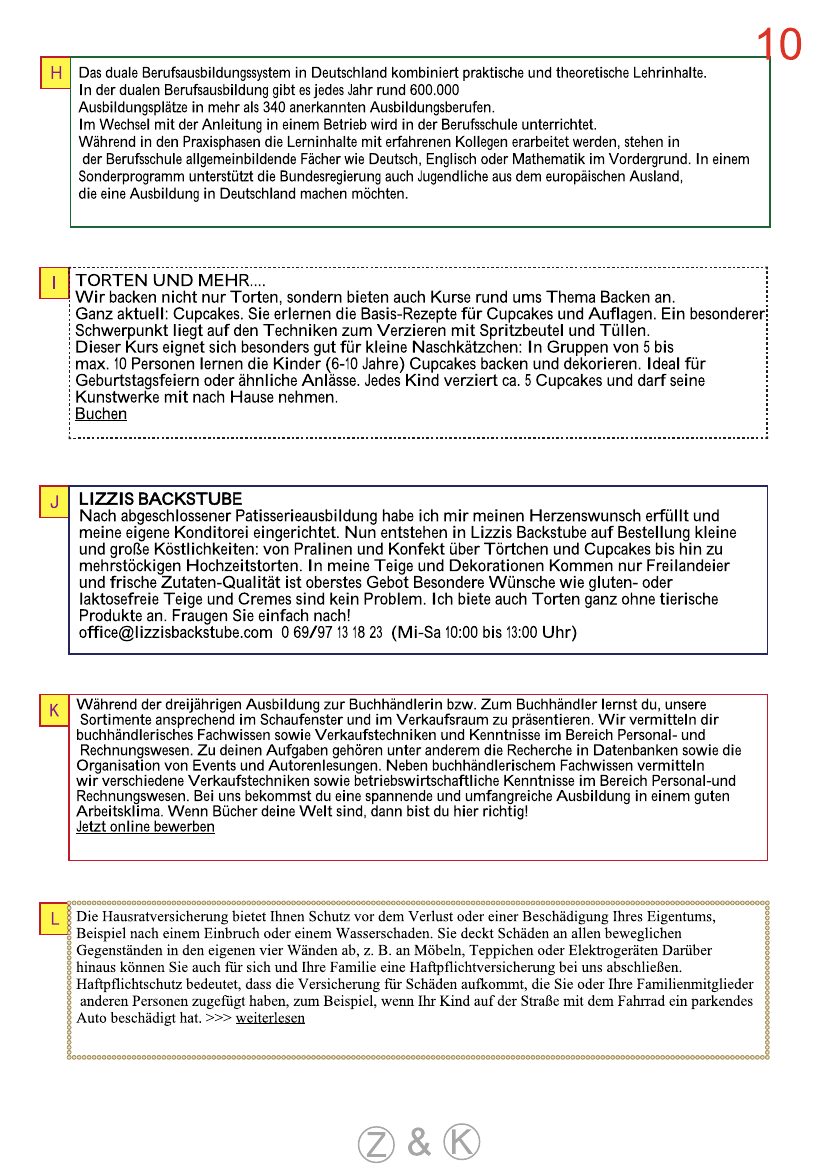 10
H
Das duale Berufsausbildungssystem in Deutschland kombiniert praktische und theoretische Lehrinhalte.
In der dualen Berufsausbildung gibt es jedes Jahr rund 600.000
Ausbildungsplätze in mehr als 340 anerkannten Ausbildungsberufen.
Im Wechsel mit der Anleitung in einem Betrieb wird in der Berufsschule unterrichtet.
Während in den Praxisphasen die Lerninhalte mit erfahrenen Kollegen erarbeitet werden, stehen in
der Berufsschule allgemeinbildende Fächer wie Deutsch, Englisch oder Mathematik im Vordergrund. In einem
Sonderprogramm unterstützt die Bundesregierung auch Jugendliche aus dem europäischen Ausland,
die eine Ausbildung in Deutschland machen möchten.
I
TORTEN UND MEHR....
Wir backen nicht nur Torten, sondern bieten auch Kurse rund ums Thema Backen an.
Ganz aktuell: Cupcakes. Sie erlernen die Basis-Rezepte für Cupcakes und Auflagen. Ein besonderer
Schwerpunkt liegt auf den Techniken zum Verzieren mit Spritzbeutel und Tüllen.
Dieser Kurs eignet sich besonders gut für kleine Naschkätzchen: In Gruppen von 5 bis
max. 10 Personen lernen die Kinder (6-10 Jahre) Cupcakes backen und dekorieren. Ideal für
Geburtstagsfeiern oder ähnliche Anlässe. Jedes Kind verziert ca. 5 Cupcakes und darf seine
Kunstwerke mit nach Hause nehmen.
Buchen
J
LIZZIS BACKSTUBE
Nach abgeschlossener Patisserieausbildung habe ich mir meinen Herzenswunsch erfüllt und
meine eigene Konditorei eingerichtet. Nun entstehen in Lizzis Backstube auf Bestellung kleine
und große Köstlichkeiten: von Pralinen und Konfekt über Törtchen und Cupcakes bis hin zu
mehrstöckigen Hochzeitstorten. In meine Teige und Dekorationen Kommen nur Freilandeier
und frische Zutaten-Qualität ist oberstes Gebot Besondere Wünsche wie gluten- oder
laktosefreie Teige und Cremes sind kein Problem. Ich biete auch Torten ganz ohne tierische
Produkte an. Fraugen Sie einfach nach!
office@lizzisbackstube.com 0 69/97 13 18 23 (Mi-Sa 10:00 bis 13:00 Uhr)
K
Während der dreijährigen Ausbildung zur Buchhändlerin bzw. Zum Buchhändler lernst du, unsere
Sortimente ansprechend im Schaufenster und im Verkaufsraum zu präsentieren. Wir vermitteln dir
buchhändlerisches Fachwissen sowie Verkaufstechniken und Kenntnisse im Bereich Personal- und
Rechnungswesen. Zu deinen Aufgaben gehören unter anderem die Recherche in Datenbanken sowie die
Organisation von Events und Autorenlesungen. Neben buchhändlerischem Fachwissen vermitteln
wir verschiedene Verkaufstechniken sowie betriebswirtschaftliche Kenntnisse im Bereich Personal-und
Rechnungswesen. Bei uns bekommst du eine spannende und umfangreiche Ausbildung in einem guten
Arbeitsklima. Wenn Bücher deine Welt sind, dann bist du hier richtig!
Jetzt online bewerben
L
Die Hausratversicherung bietet Ihnen Schutz vor dem Verlust oder einer Beschädigung Ihres Eigentums,
Beispiel nach einem Einbruch oder einem Wasserschaden. Sie deckt Schäden an allen beweglichen
Gegenständen in den eigenen vier Wänden ab, z. B. an Möbeln, Teppichen oder Elektrogeräten Darüber
hinaus können Sie auch für sich und Ihre Familie eine Haftpflichtversicherung bei uns abschließen.
Haftpflichtschutz bedeutet, dass die Versicherung für Schäden aufkommt, die Sie oder Ihre Familienmitglieder
anderen Personen zugefügt haben, zum Beispiel, wenn Ihr Kind auf der Straße mit dem Fahrrad ein parkendes
Auto beschädigt hat. >>> weiterlesen
Z & K